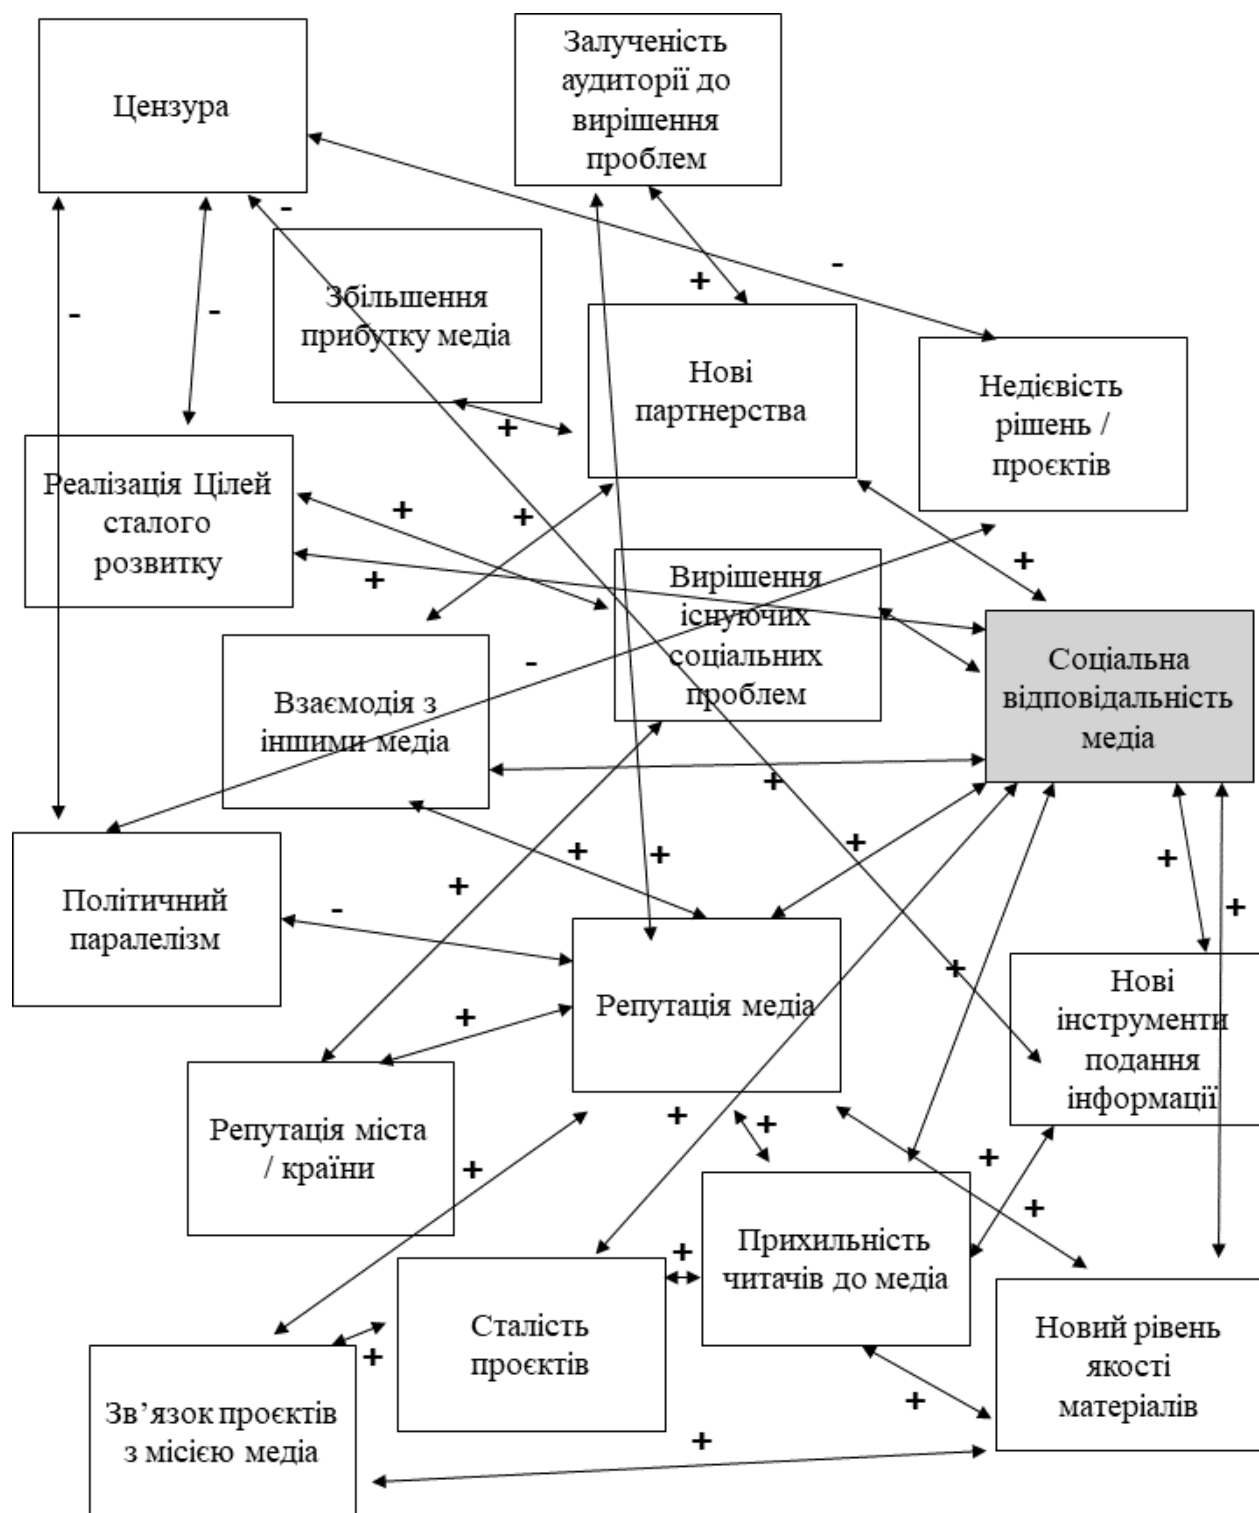 Цензура
Залученість
аудиторії до
вирішення
проблем
-
-
-
-
+
Збільшення
прибутку медіа
+
Нові
партнерства
Недієвість
рішень /
проєктів
Реалізація Цілей
сталого
розвитку
+
+
+
+
Вирішення
існуючих
соціальних
проблем
Соціальна
відповідальність
медіа
-
Взаємодія з
іншими медіа
+
+
+
+
+
+
+
Політичний
паралелізм
-
Репутація медіа
+
+
Нові
інструменти
подання
інформації
Репутація міста
/ країни
+
+
+
+
+
Прихильність
читачів до медіа
+
Сталість
проєктів
+
Новий рівень
якості
матеріалів
+
+
Зв’язок проєктів
з місією медіа